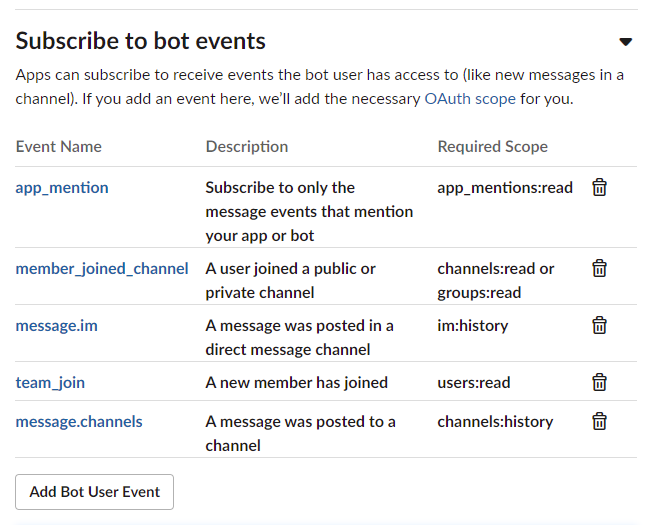 Subscribe to bot events
Apps can subscribe to receive events the bot user has access to (like new messages in a
channel). If you add an event here, we’ll add the necessary OAuth scope for you.
Event Name Description Required Scope
app_mention Subscribe to only the app_mentions:read
message events that mention
your app or bot
member_joined_channel A user joined a public or channels:read or
private channel groups:read
message.im A message was posted in a im:history
direct message channel
team_join A new member has joined users:read
message.channels A message was posted to a channels:history
channel
Add Bot User Event